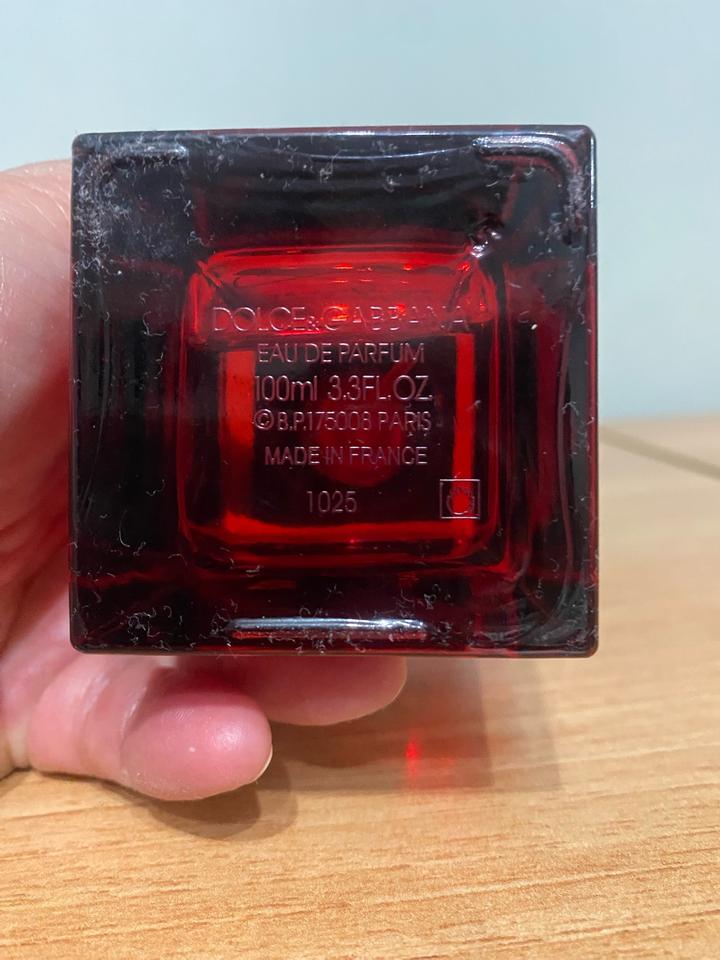 DOLCE&GABBANA
EAU DE PARFUM
100ml 3.3FL.OZ.
© B.P.175008 PARIS
MADE IN FRANCE
1025